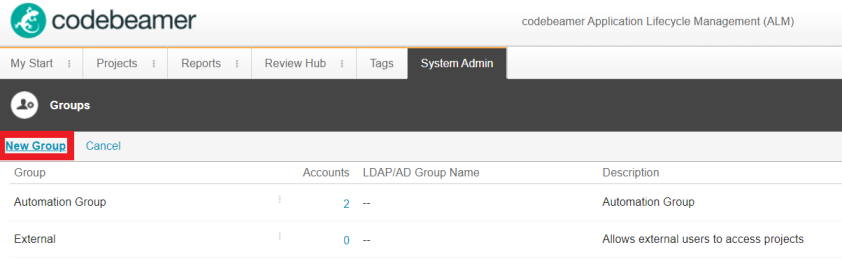 codebeamer codebeamer Application Lifecycle Management (ALM)
My Start Projects Reports Review Hub Tags System Admin
Groups
New Group Cancel
Group Accounts LDAP/AD Group Name Description
Automation Group 2 -- Automation Group
External 0 -- Allows external users to access projects